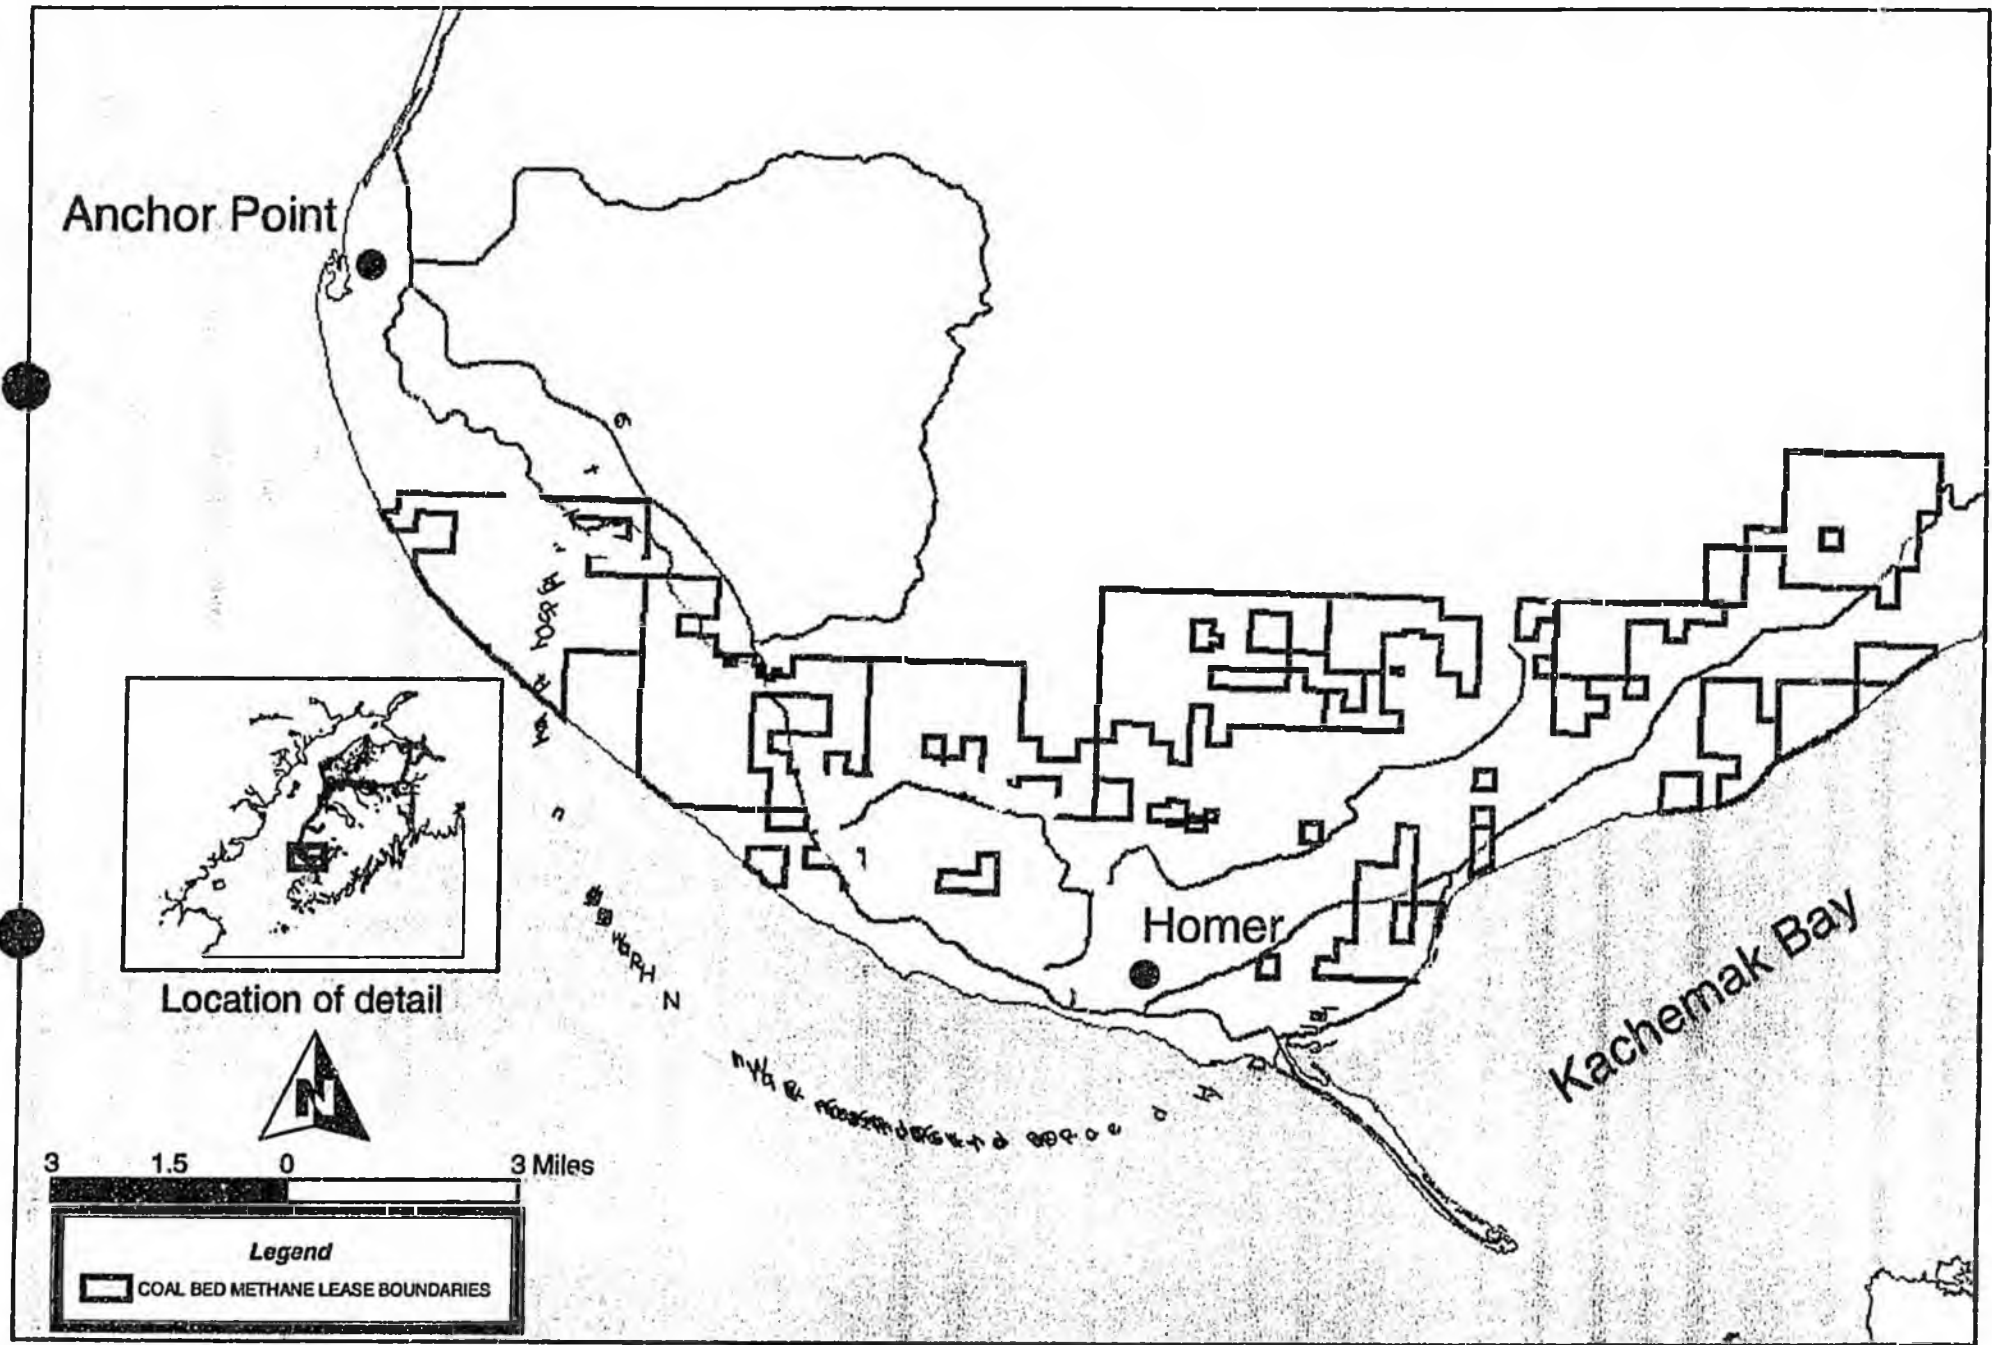 Anchor Point
Homer
Kachemak Bay
Location of detail
N
3 1.5 0 3 Miles
Legend
COAL BED METHANE LEASE BOUNDARIES